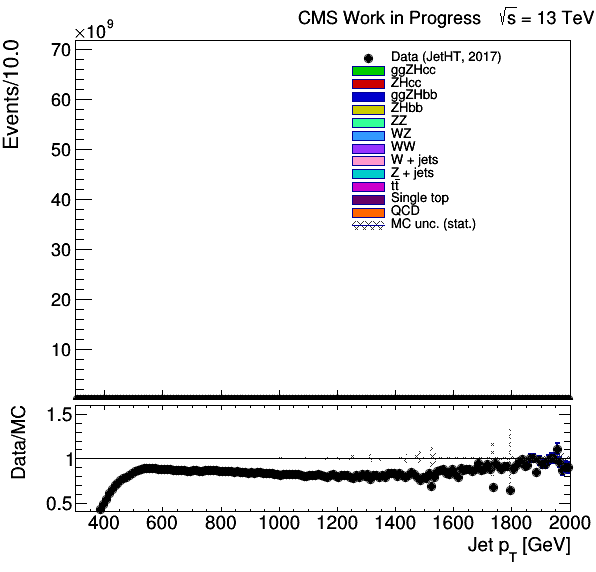 CMS Work in Progress √s = 13 TeV
×10⁹
Events/10.0
70
60
50
40
30
20
10
Data (JetHT, 2017)
ggZHcc
ZHcc
ggZHbb
ZHbb
ZZ
WZ
WW
W + jets
Z + jets
tt̄
Single top
QCD
MC unc. (stat.)
Data/MC
1.5
1
0.5
400 600 800 1000 1200 1400 1600 1800 2000
Jet p_T [GeV]